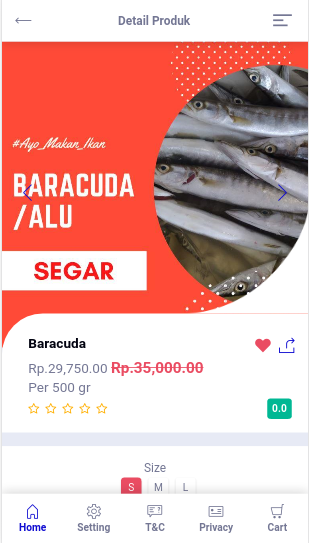 Detail Produk
#Ayo_Makan_Ikan
BARACUDA
/ALU
SEGAR
Baracuda
Rp.29,750.00 Rp.35,000.00
Per 500 gr
0.0
Size
S M L
Home Setting T&C Privacy Cart